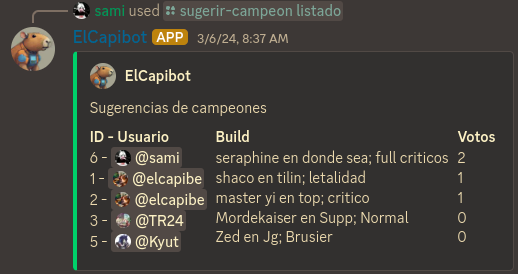 sami used sugerir-campeon listado
ElCapibot APP 3/6/24, 8:37 AM
ElCapibot
Sugerencias de campeones
ID - Usuario Build Votos
6 - @sami seraphine en donde sea; full criticos 2
1 - @elcapibe shaco en tilin; letalidad 1
2 - @elcapibe master yi en top; critico 1
3 - @TR24 Mordekaiser en Supp; Normal 0
5 - @Kyut Zed en Jg; Brusier 0